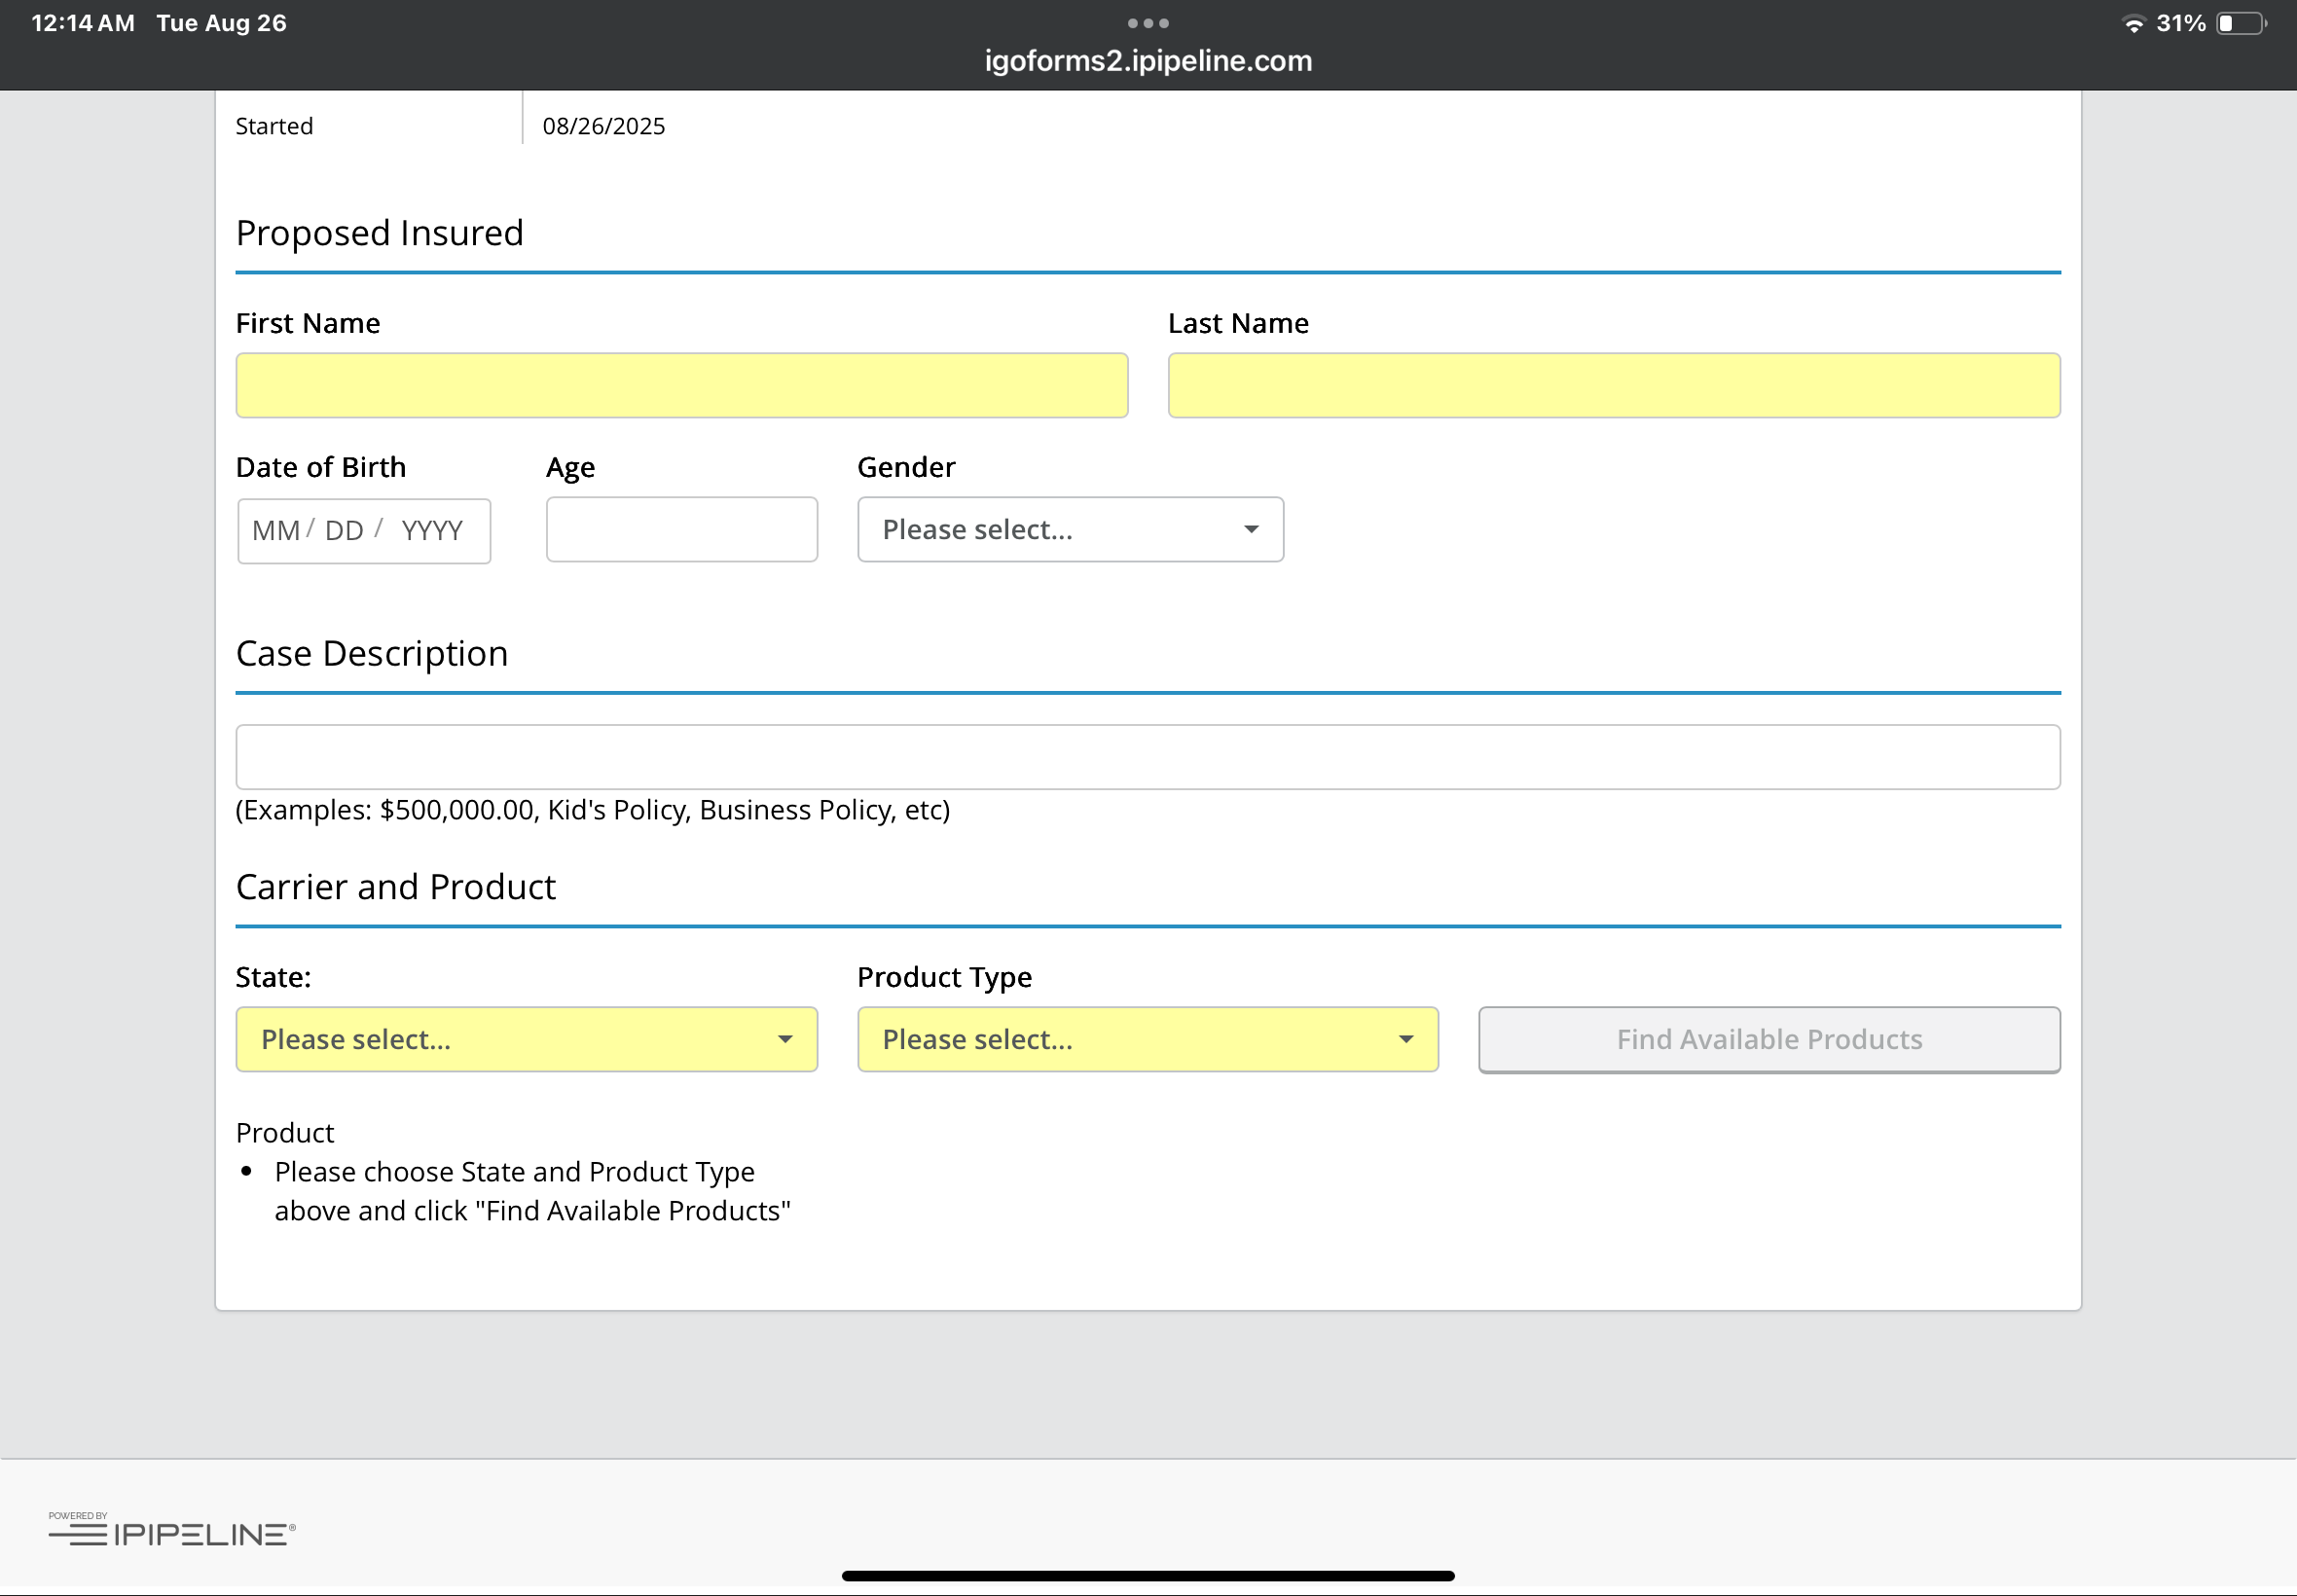 12:14 AM Tue Aug 26
31%
igoforms2.ipipeline.com
Started 08/26/2025
Proposed Insured
First Name Last Name
Date of Birth Age Gender
MM / DD / YYYY Please select...
Case Description
(Examples: $500,000.00, Kid's Policy, Business Policy, etc)
Carrier and Product
State: Product Type
Please select... Please select... Find Available Products
Product
• Please choose State and Product Type
above and click "Find Available Products"
POWERED BY
IPIPELINE®